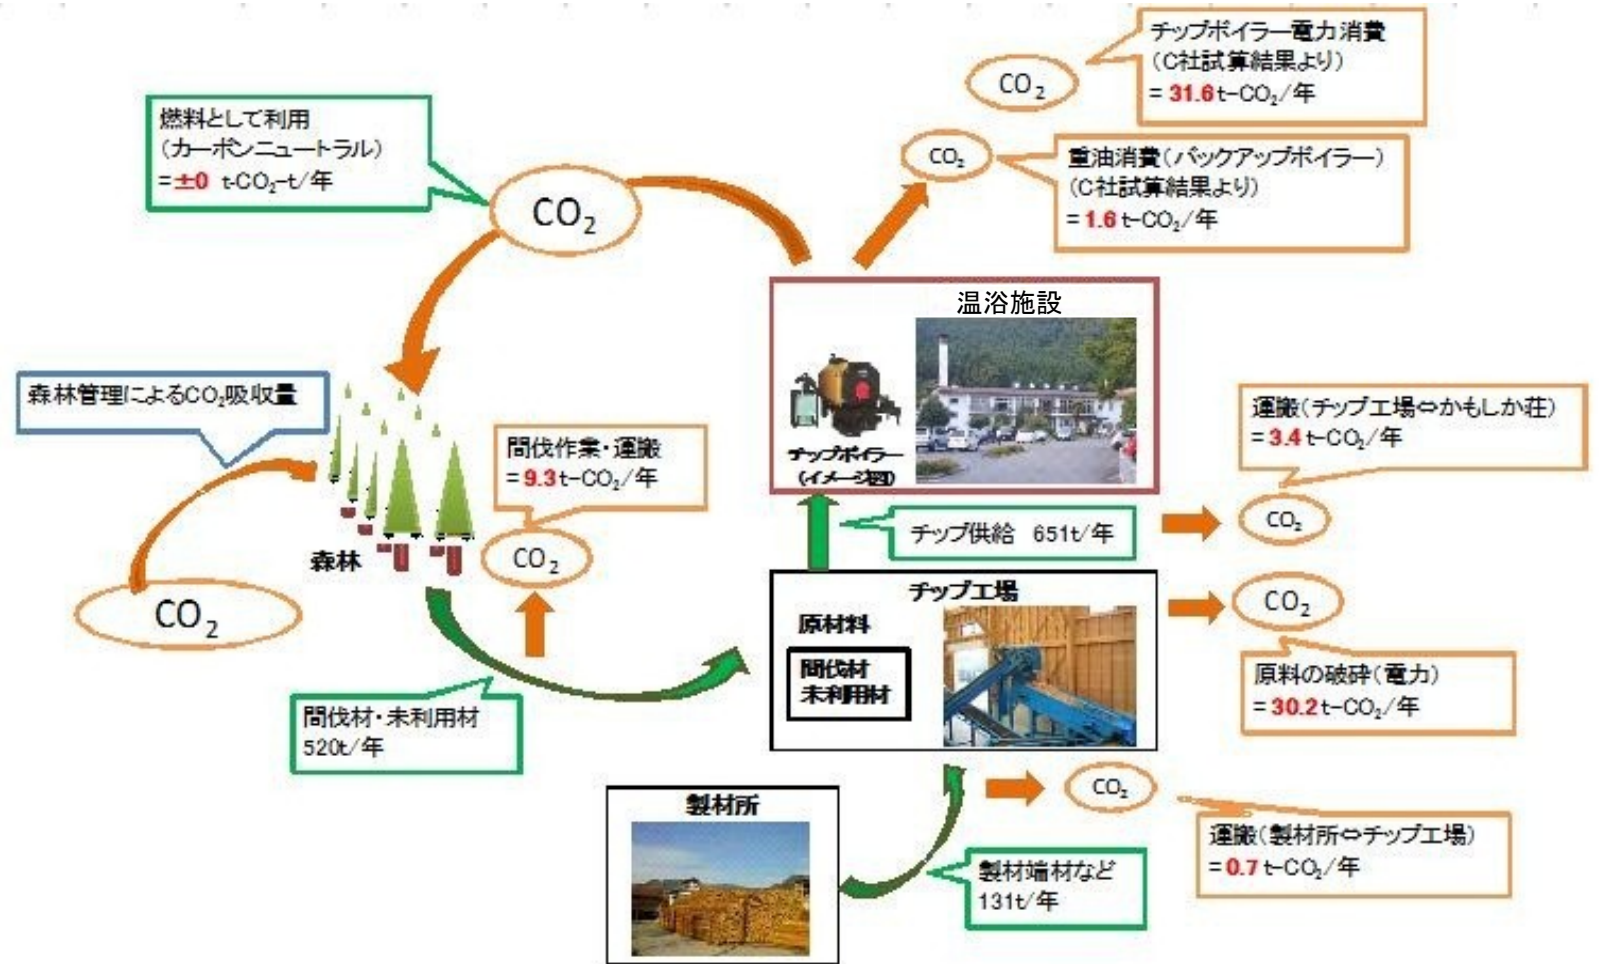 チップボイラー電力消費
(C社試算結果より)
= 31.6 t-CO₂/年
CO₂
燃料として利用
(カーボンニュートラル)
=±0 t-CO₂-t/年
CO₂
重油消費(バックアップボイラー)
(C社試算結果より)
= 1.6 t-CO₂/年
CO₂
温浴施設
チップボイラー
(イメージ図)
森林管理によるCO₂吸収量
CO₂
森林
間伐作業・運搬
= 9.3 t-CO₂/年
CO₂
運搬(チップ工場⇔かもしか荘)
= 3.4 t-CO₂/年
CO₂
チップ供給 651t/年
チップ工場
原材料
間伐材
未利用材
CO₂
原料の破砕(電力)
= 30.2 t-CO₂/年
間伐材・未利用材
520t/年
製材所
CO₂
運搬(製材所⇔チップ工場)
= 0.7 t-CO₂/年
製材端材など
131t/年